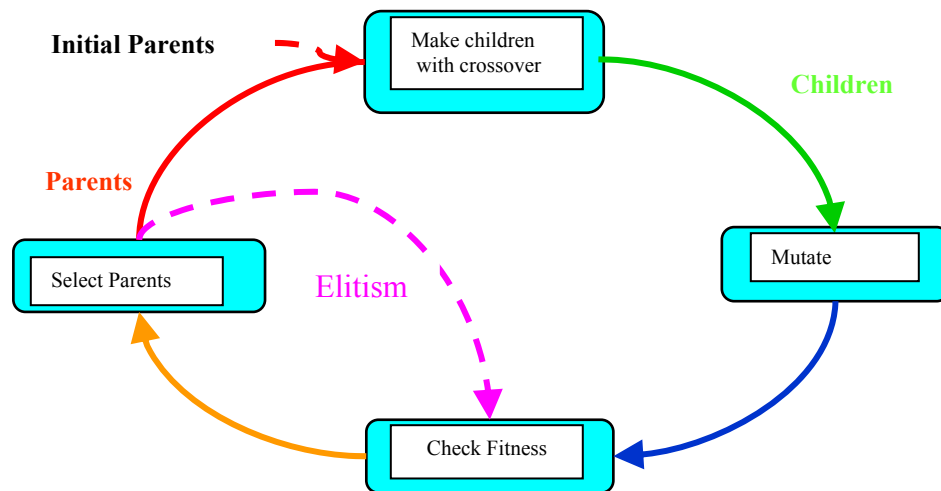 Initial Parents
Make children
with crossover
Children
Parents
Mutate
Select Parents
Elitism
Check Fitness